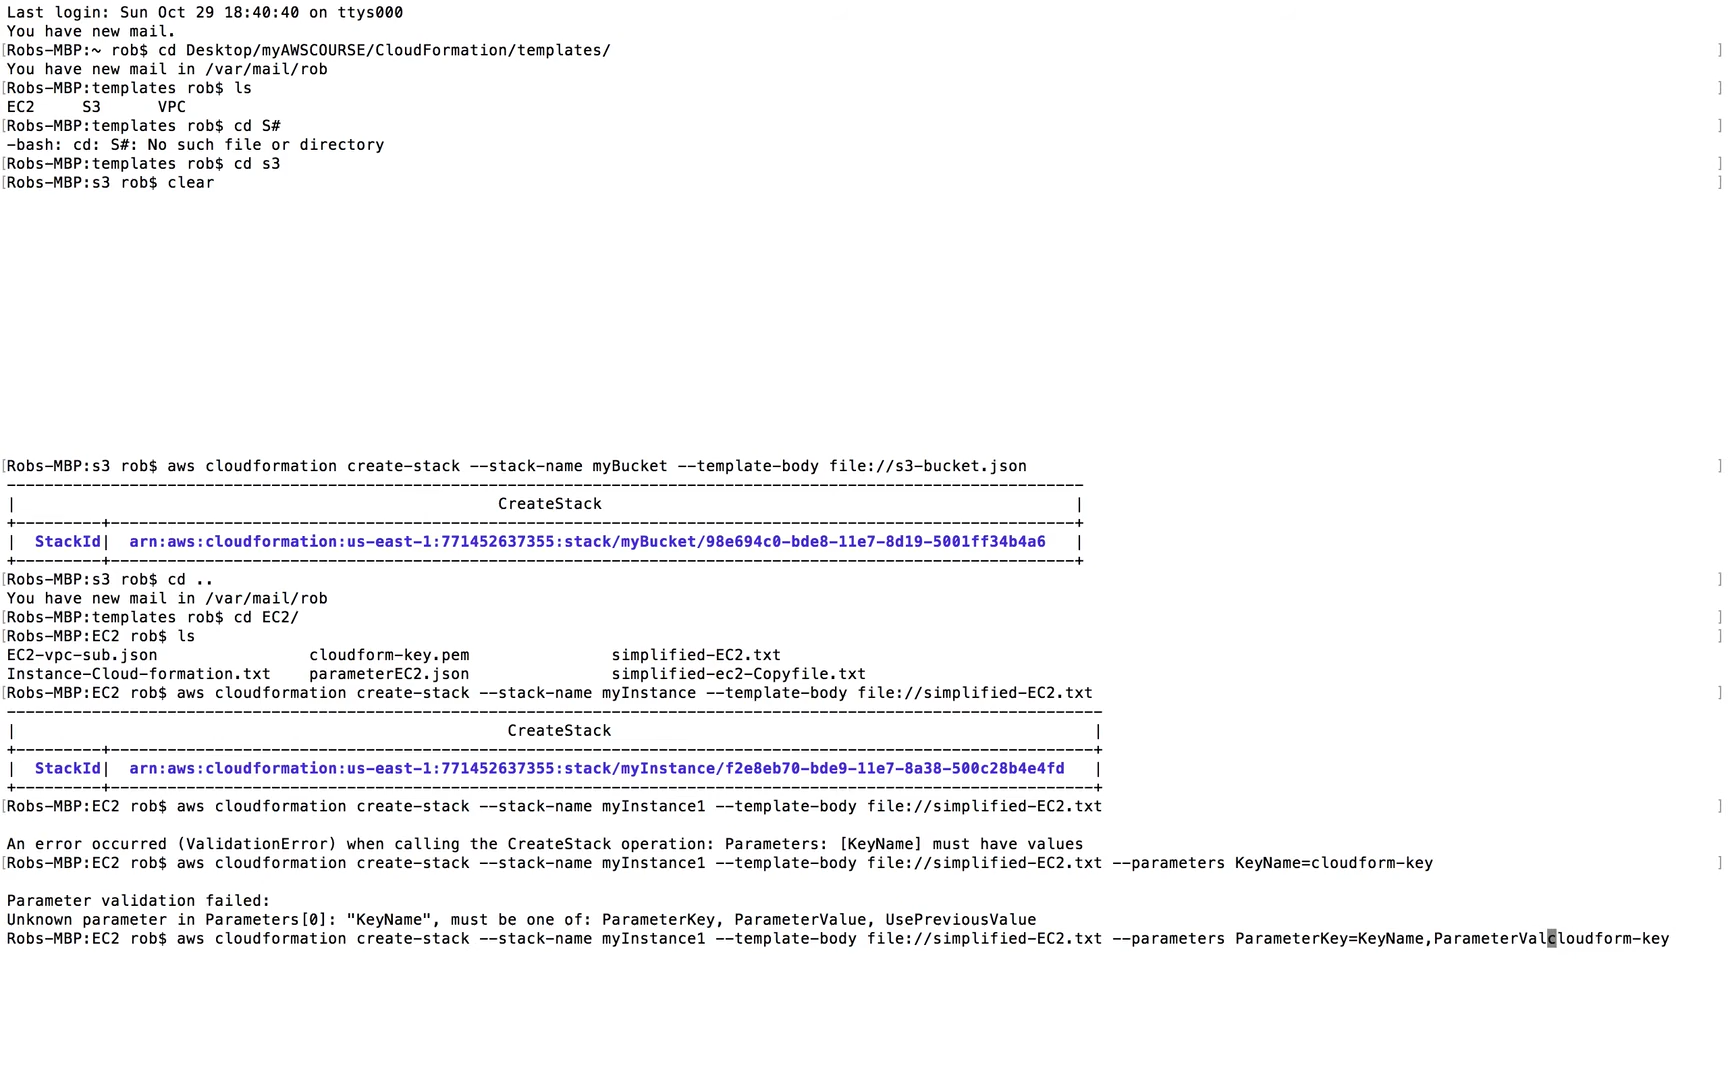 Last login: Sun Oct 29 18:40:40 on ttys000
You have new mail.
[Robs-MBP:~ rob$ cd Desktop/myAWSCOURSE/CloudFormation/templates/ ]
You have new mail in /var/mail/rob
[Robs-MBP:templates rob$ ls ]
EC2 S3 VPC
[Robs-MBP:templates rob$ cd S# ]
-bash: cd: S#: No such file or directory
[Robs-MBP:templates rob$ cd s3 ]
[Robs-MBP:s3 rob$ clear ]
[Robs-MBP:s3 rob$ aws cloudformation create-stack --stack-name myBucket --template-body file://s3-bucket.json ]
------------------------------------------------------------------------------------------------------------------
| CreateStack |
+---------+------------------------------------------------------------------------------------------------------+
| StackId| arn:aws:cloudformation:us-east-1:771452637355:stack/myBucket/98e694c0-bde8-11e7-8d19-5001ff34b4a6 |
+---------+------------------------------------------------------------------------------------------------------+
[Robs-MBP:s3 rob$ cd .. ]
You have new mail in /var/mail/rob
[Robs-MBP:templates rob$ cd EC2/ ]
[Robs-MBP:EC2 rob$ ls ]
EC2-vpc-sub.json cloudform-key.pem simplified-EC2.txt
Instance-Cloud-formation.txt parameterEC2.json simplified-ec2-Copyfile.txt
[Robs-MBP:EC2 rob$ aws cloudformation create-stack --stack-name myInstance --template-body file://simplified-EC2.txt ]
--------------------------------------------------------------------------------------------------------------------
| CreateStack |
+---------+--------------------------------------------------------------------------------------------------------+
| StackId| arn:aws:cloudformation:us-east-1:771452637355:stack/myInstance/f2e8eb70-bde9-11e7-8a38-500c28b4e4fd |
+---------+--------------------------------------------------------------------------------------------------------+
[Robs-MBP:EC2 rob$ aws cloudformation create-stack --stack-name myInstance1 --template-body file://simplified-EC2.txt ]
An error occurred (ValidationError) when calling the CreateStack operation: Parameters: [KeyName] must have values
[Robs-MBP:EC2 rob$ aws cloudformation create-stack --stack-name myInstance1 --template-body file://simplified-EC2.txt --parameters KeyName=cloudform-key ]
Parameter validation failed:
Unknown parameter in Parameters[0]: "KeyName", must be one of: ParameterKey, ParameterValue, UsePreviousValue
Robs-MBP:EC2 rob$ aws cloudformation create-stack --stack-name myInstance1 --template-body file://simplified-EC2.txt --parameters ParameterKey=KeyName,ParameterValcloudform-key